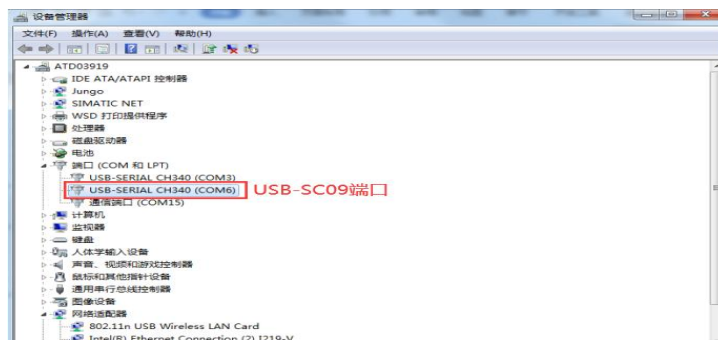 设备管理器
文件(F) 操作(A) 查看(V) 帮助(H)
ATD03919
IDE ATA/ATAPI 控制器
Jungo
SIMATIC NET
WSD 打印提供程序
处理器
磁盘驱动器
电池
端口 (COM 和 LPT)
USB-SERIAL CH340 (COM3)
USB-SERIAL CH340 (COM6) USB-SC09端口
通信端口 (COM15)
计算机
监视器
键盘
人体学输入设备
声音、视频和游戏控制器
鼠标和其他指针设备
通用串行总线控制器
图像设备
网络适配器
802.11n USB Wireless LAN Card
Intel(R) Ethernet Connection (2) I219-V